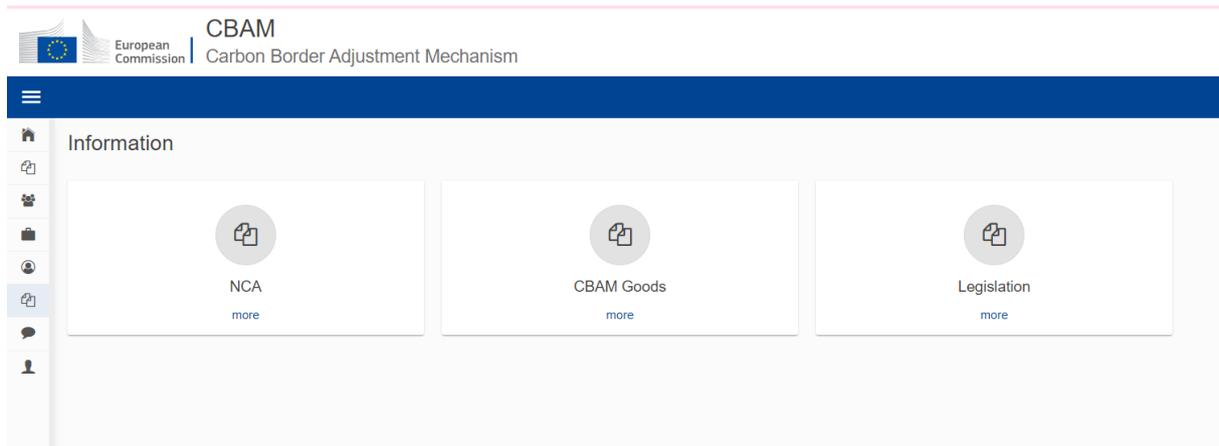 European
Commission
CBAM
Carbon Border Adjustment Mechanism
Information
NCA
more
CBAM Goods
more
Legislation
more